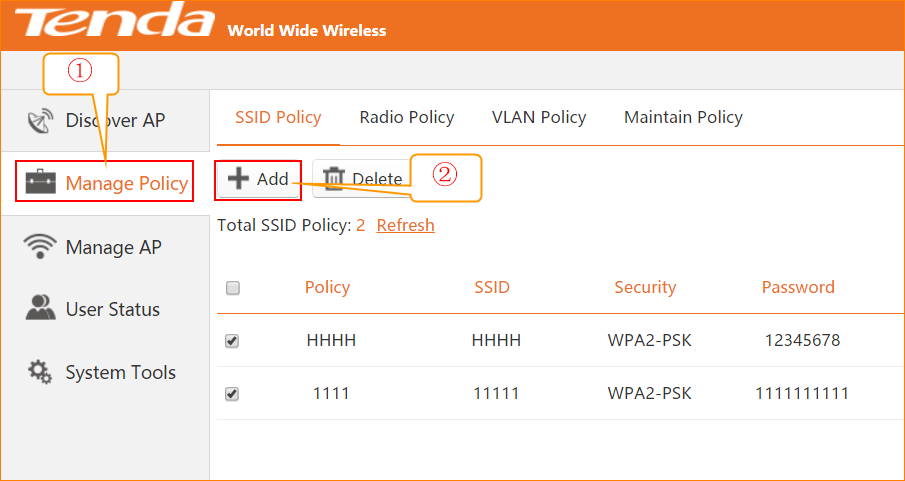 Tenda World Wide Wireless
①
Discover AP
Manage Policy
Manage AP
User Status
System Tools
SSID Policy Radio Policy VLAN Policy Maintain Policy
Add Delete ②
Total SSID Policy: 2 Refresh
Policy SSID Security Password
HHHH HHHH WPA2-PSK 12345678
1111 11111 WPA2-PSK 1111111111